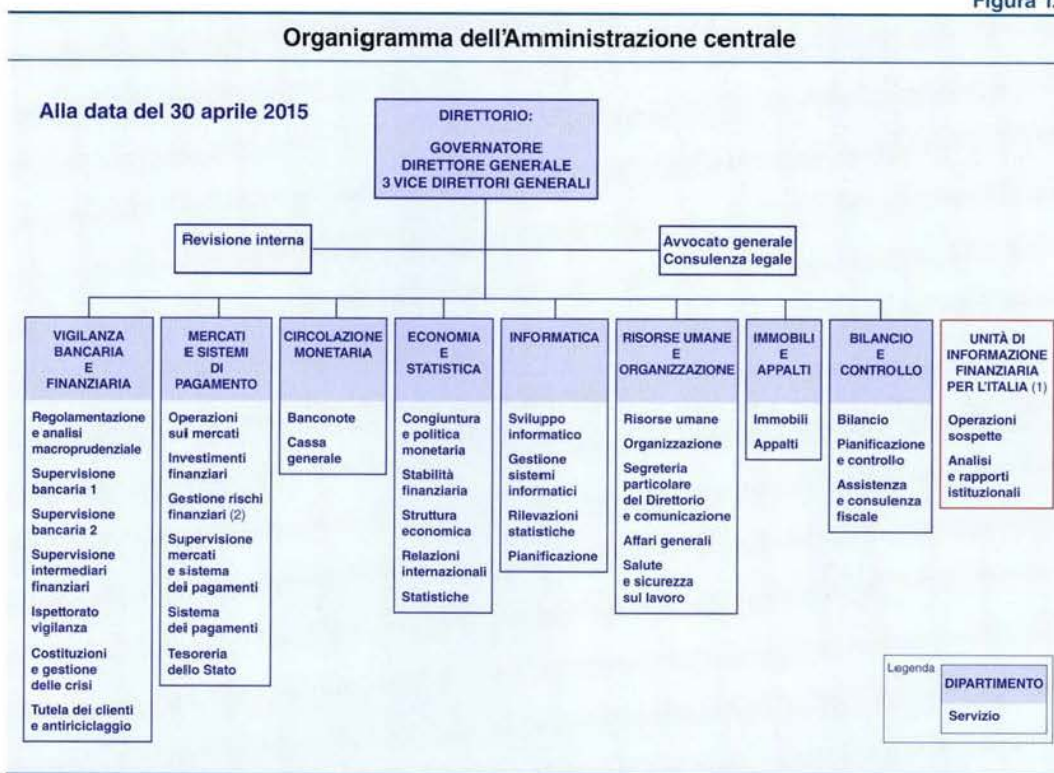 Figura 1.
Organigramma dell'Amministrazione centrale
Alla data del 30 aprile 2015
DIRETTORIO:
GOVERNATORE
DIRETTORE GENERALE
3 VICE DIRETTORI GENERALI
Revisione interna
Avvocato generale
Consulenza legale
VIGILANZA
BANCARIA
E
FINANZIARIA
Regolamentazione
e analisi
macroprudenziale
Supervisione
bancaria 1
Supervisione
bancaria 2
Supervisione
intermediari
finanziari
Ispettorato
vigilanza
Costituzioni
e gestione
delle crisi
Tutela dei clienti
e antiriciclaggio
MERCATI
E SISTEMI
DI
PAGAMENTO
Operazioni
sui mercati
Investimenti
finanziari
Gestione rischi
finanziari (2)
Supervisione
mercati
e sistema
dei pagamenti
Sistema
dei pagamenti
Tesoreria
dello Stato
CIRCOLAZIONE
MONETARIA
Banconote
Cassa
generale
ECONOMIA
E
STATISTICA
Congiuntura
e politica
monetaria
Stabilità
finanziaria
Struttura
economica
Relazioni
internazionali
Statistiche
INFORMATICA
Sviluppo
informatico
Gestione
sistemi
informatici
Rilevazioni
statistiche
Pianificazione
RISORSE UMANE
E
ORGANIZZAZIONE
Risorse umane
Organizzazione
Segreteria
particolare
del Direttorio
e comunicazione
Affari generali
Salute
e sicurezza
sul lavoro
IMMOBILI
E
APPALTI
Immobili
Appalti
BILANCIO
E
CONTROLLO
Bilancio
Pianificazione
e controllo
Assistenza
e consulenza
fiscale
UNITÀ DI
INFORMAZIONE
FINANZIARIA
PER L'ITALIA (1)
Operazioni
sospette
Analisi
e rapporti
istituzionali
Legenda
DIPARTIMENTO
Servizio